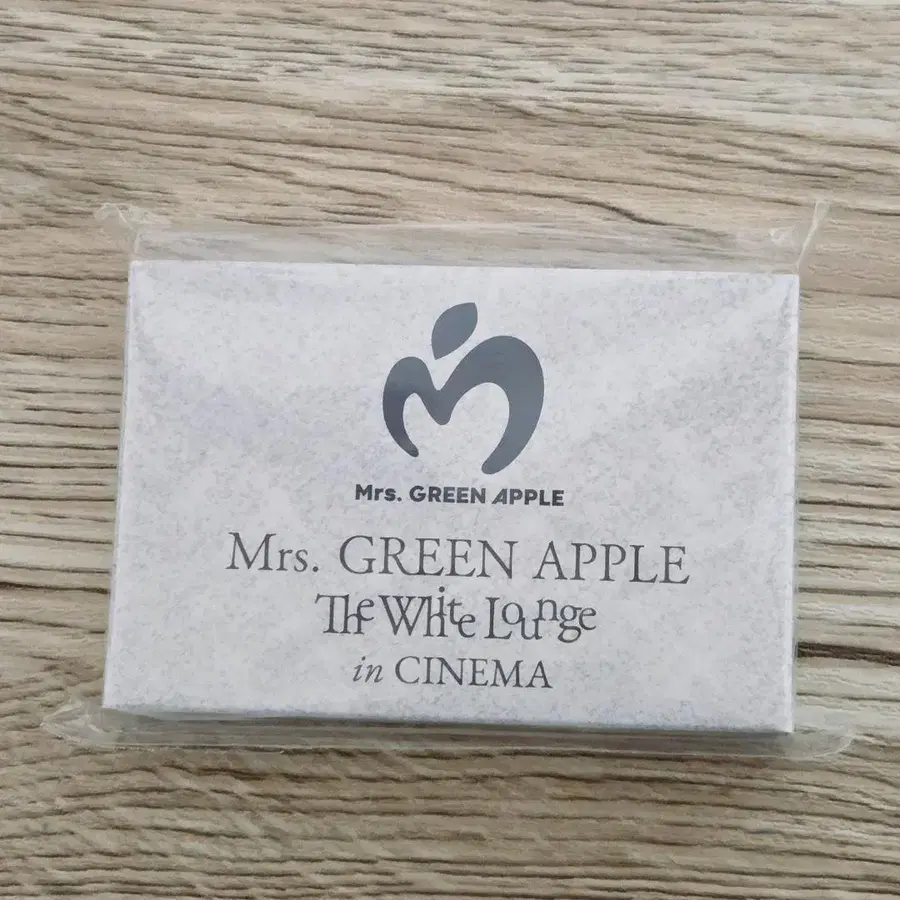 Mrs. GREEN APPLE
Mrs. GREEN APPLE
The White Lounge
in CINEMA